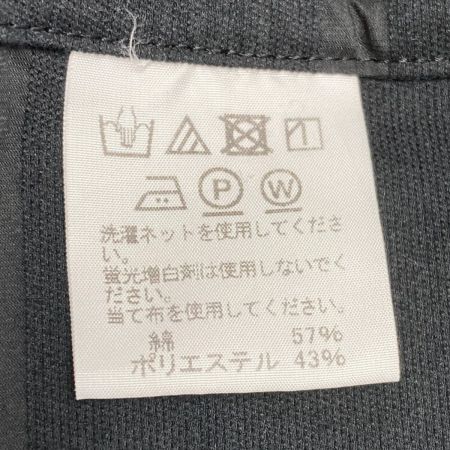 P W
洗濯ネットを使用してくださ
い。
蛍光増白剤は使用しないでく
ださい。
当て布を使用してください。
綿 57%
ポリエステル 43%